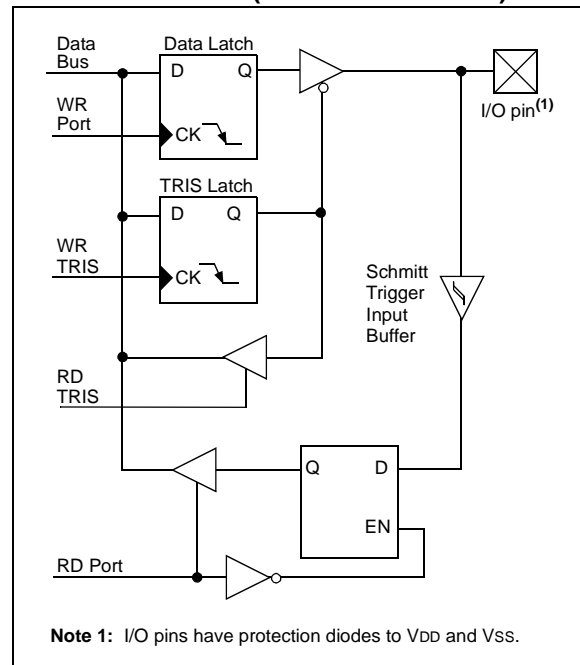 Data
Bus
Data Latch
D
Q
WR
Port
CK
I/O pin(1)
TRIS Latch
D
Q
WR
TRIS
CK
Schmitt
Trigger
Input
Buffer
RD
TRIS
Q
D
EN
RD Port
Note 1: I/O pins have protection diodes to VDD and VSS.